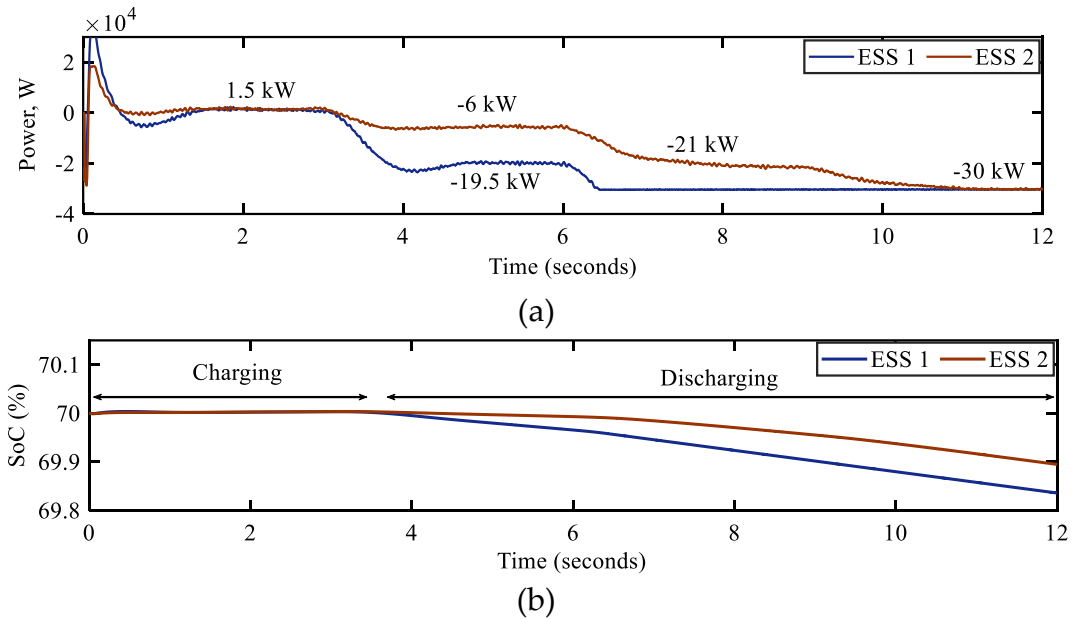 ×10⁴
ESS 1 ESS 2
2
0
-2
-4
Power, W
1.5 kW
-6 kW
-19.5 kW
-21 kW
-30 kW
0 2 4 6 8 10 12
Time (seconds)
(a)
ESS 1 ESS 2
70.1
70
69.9
69.8
SoC (%)
Charging
Discharging
0 2 4 6 8 10 12
Time (seconds)
(b)